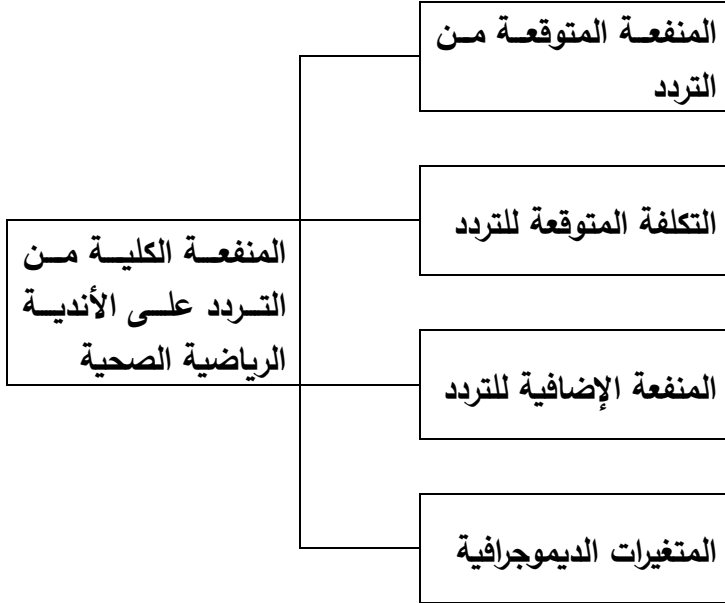 المنفعة المتوقعة من
التردد
التكلفة المتوقعة للتردد
المنفعة الكلية من
التردد على الأندية
الرياضية الصحية
المنفعة الإضافية للتردد
المتغيرات الديموجرافية